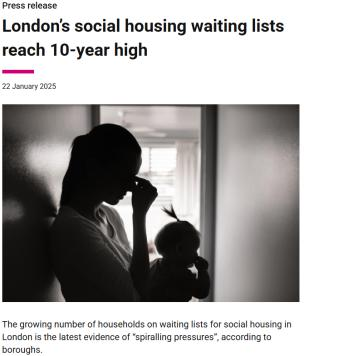 Press release
London's social housing waiting lists
reach 10-year high
22 January 2025
The growing number of households on waiting lists for social housing in
London is the latest evidence of "spiralling pressures", according to
boroughs.